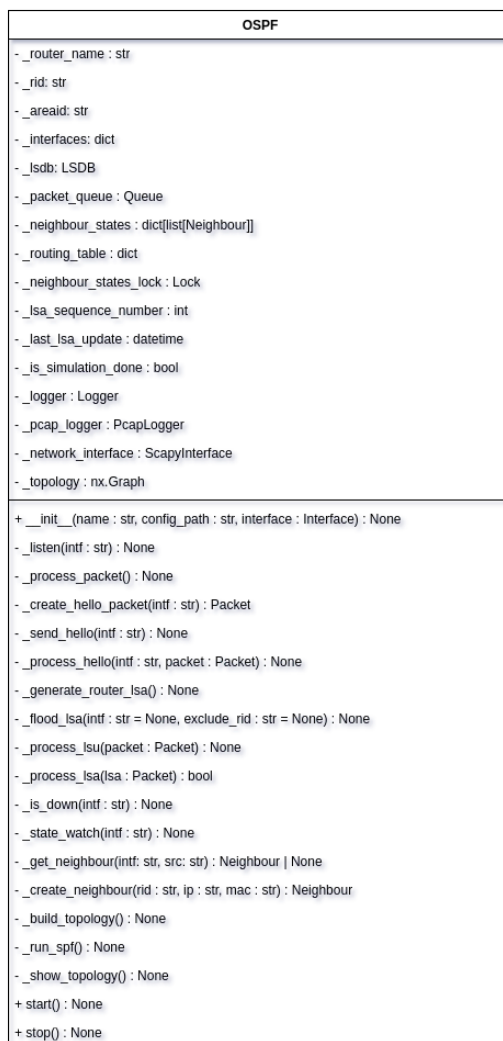 OSPF
- _router_name : str
- _rid: str
- _areaid: str
- _interfaces: dict
- _lsdb: LSDB
- _packet_queue : Queue
- _neighbour_states : dict[list[Neighbour]]
- _routing_table : dict
- _neighbour_states_lock : Lock
- _lsa_sequence_number : int
- _last_lsa_update : datetime
- _is_simulation_done : bool
- _logger : Logger
- _pcap_logger : PcapLogger
- _network_interface : ScapyInterface
- _topology : nx.Graph
+ __init__(name : str, config_path : str, interface : Interface) : None
- _listen(intf : str) : None
- _process_packet() : None
- _create_hello_packet(intf : str) : Packet
- _send_hello(intf : str) : None
- _process_hello(intf : str, packet : Packet) : None
- _generate_router_lsa() : None
- _flood_lsa(intf : str = None, exclude_rid : str = None) : None
- _process_lsu(packet : Packet) : None
- _process_lsa(lsa : Packet) : bool
- _is_down(intf : str) : None
- _state_watch(intf : str) : None
- _get_neighbour(intf: str, src: str) : Neighbour | None
- _create_neighbour(rid : str, ip : str, mac : str) : Neighbour
- _build_topology() : None
- _run_spf() : None
- _show_topology() : None
+ start() : None
+ stop() : None